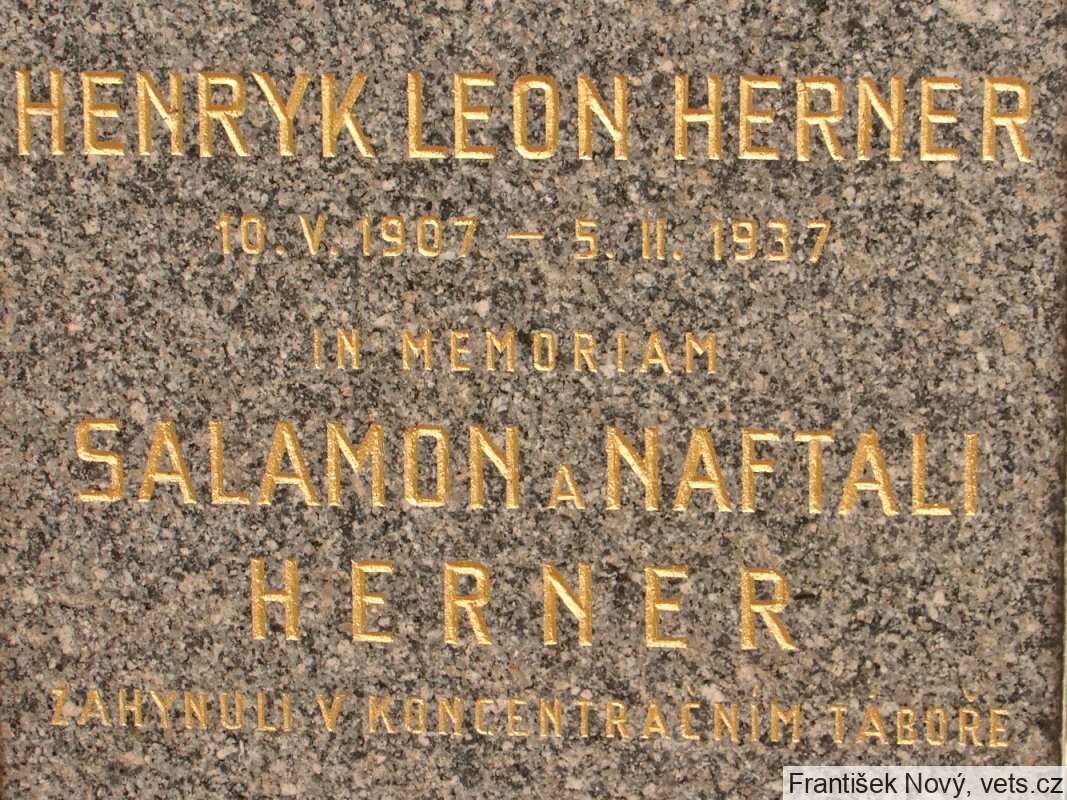 HENRYK LEON HERNER
10. V. 1907 – 5. II. 1937
IN MEMORIAM
SALAMON A NAFTALI
HERNER
ZAHYNULI V KONCENTRAČNÍM TÁBOŘE
František Nový, vets.cz